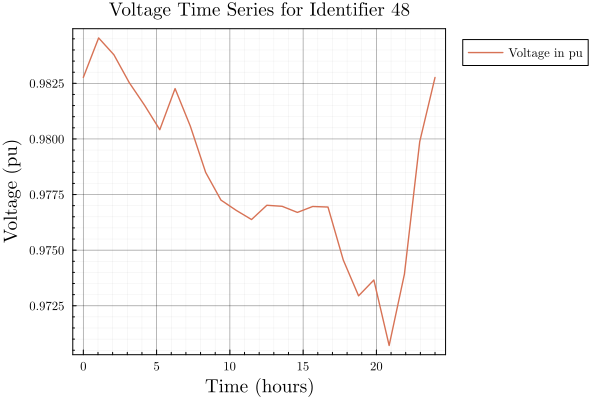 Voltage Time Series for Identifier 48
Voltage in pu
Voltage (pu)
0.9825
0.9800
0.9775
0.9750
0.9725
0 5 10 15 20
Time (hours)